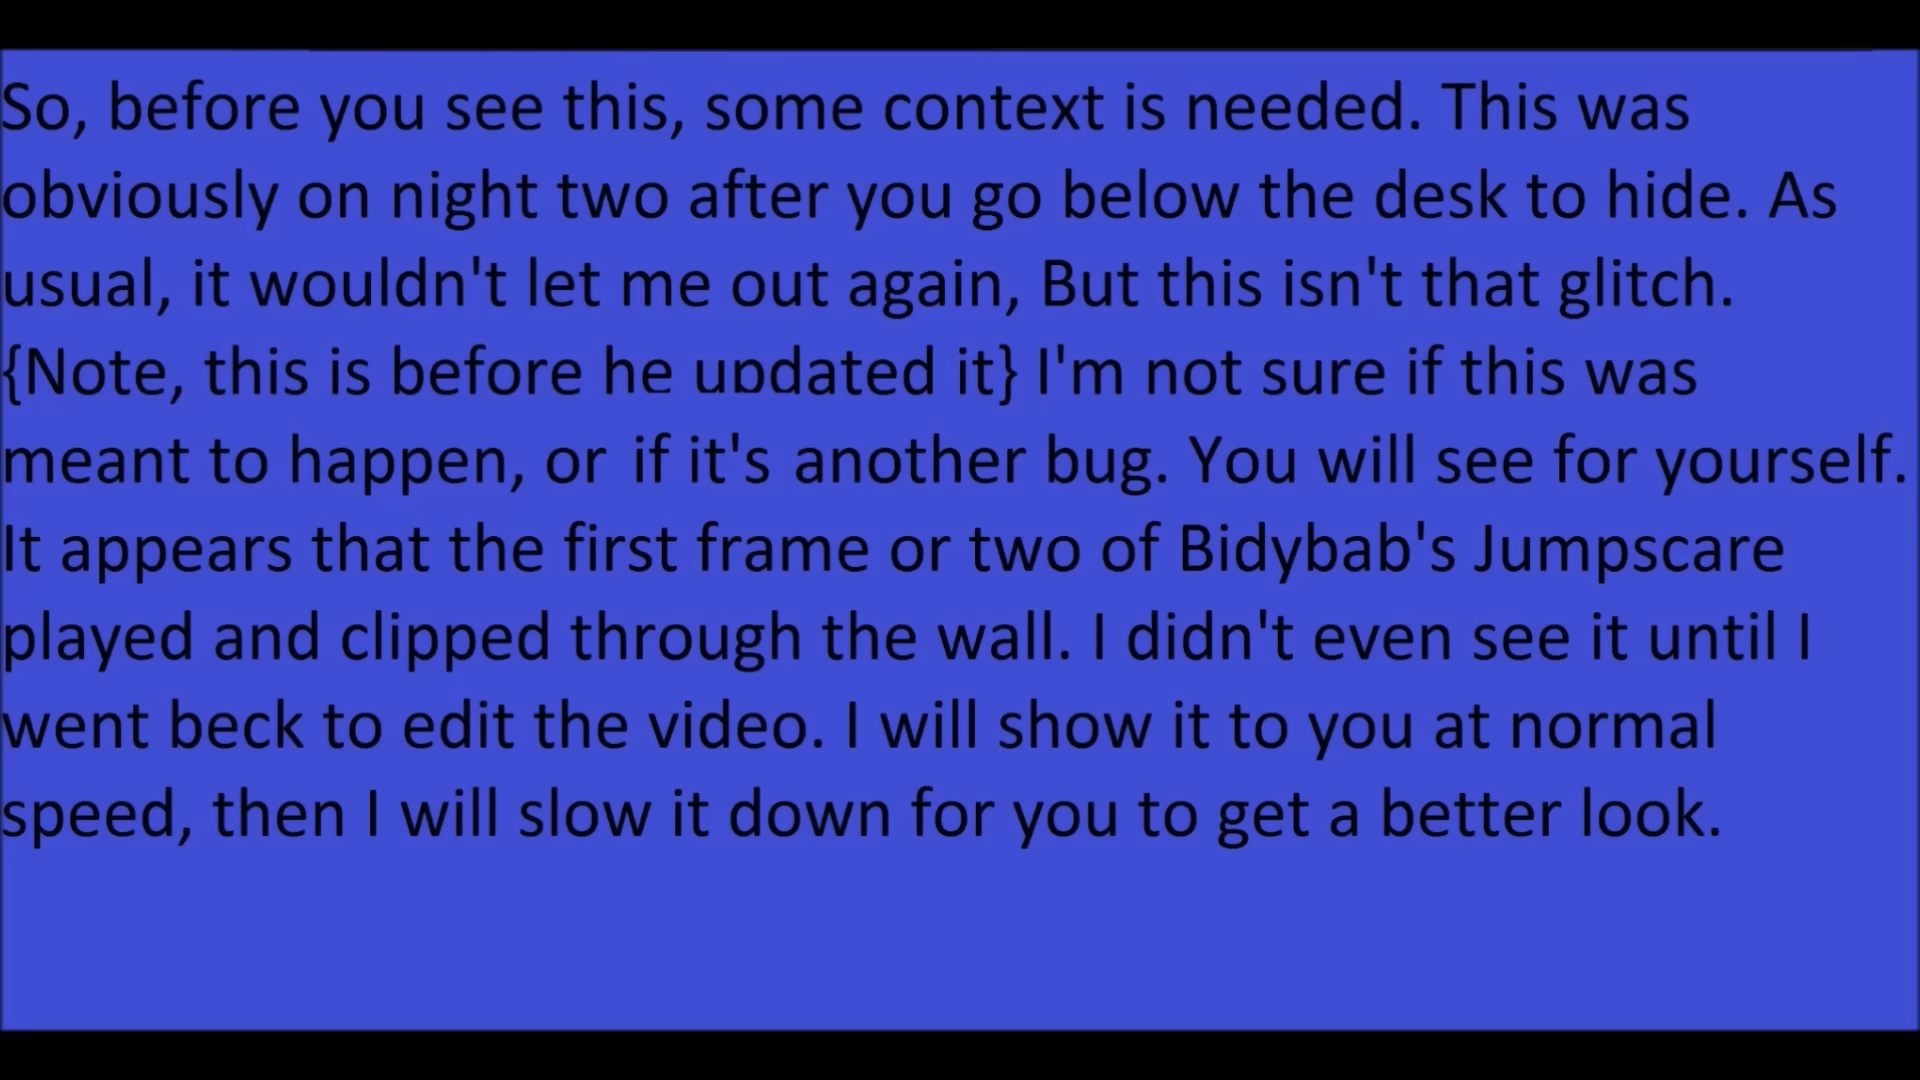 So, before you see this, some context is needed. This was
obviously on night two after you go below the desk to hide. As
usual, it wouldn't let me out again, But this isn't that glitch.
{Note, this is before he updated it} I'm not sure if this was
meant to happen, or if it's another bug. You will see for yourself.
It appears that the first frame or two of Bidybab's Jumpscare
played and clipped through the wall. I didn't even see it until I
went beck to edit the video. I will show it to you at normal
speed, then I will slow it down for you to get a better look.